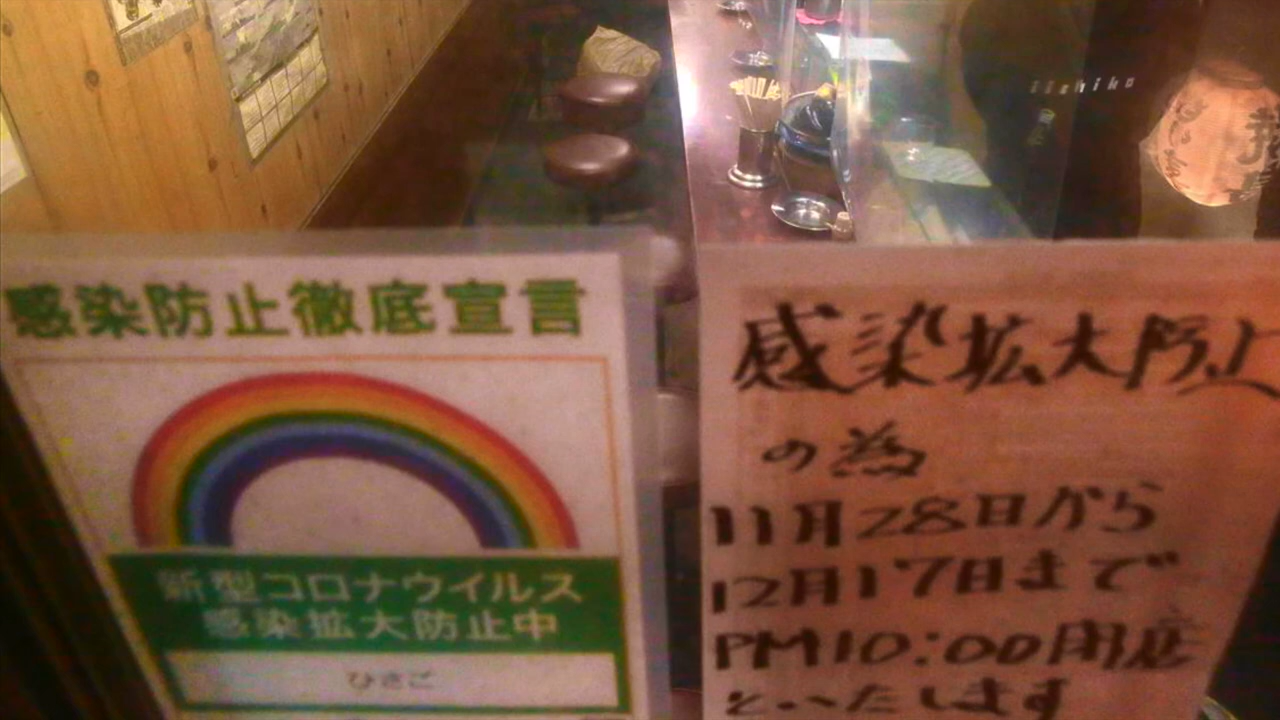 iichiko
感染防止徹底宣言
新型コロナウイルス
感染拡大防止中
ひさご
感染拡大防止
の為
11月28日から
12月17日まで
PM10:00閉店
といたします